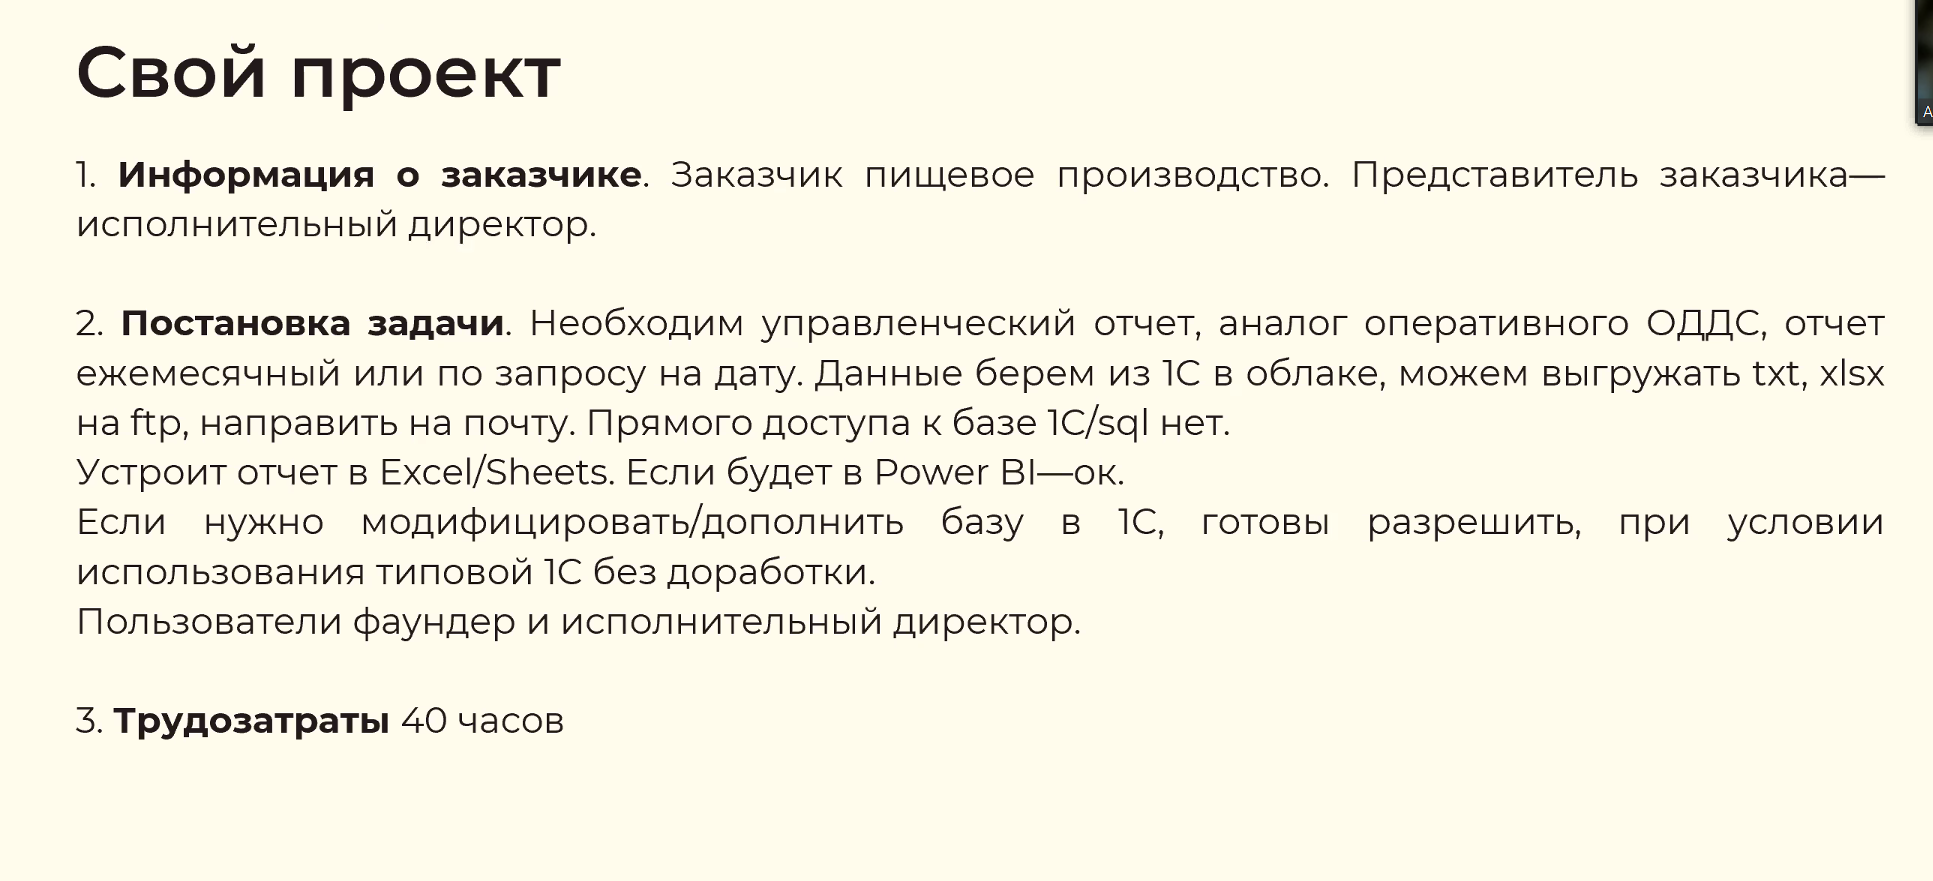 Свой проект
1. Информация о заказчике. Заказчик пищевое производство. Представитель заказчика—
исполнительный директор.
2. Постановка задачи. Необходим управленческий отчет, аналог оперативного ОДДС, отчет
ежемесячный или по запросу на дату. Данные берем из 1С в облаке, можем выгружать txt, xlsx
на ftp, направить на почту. Прямого доступа к базе 1С/sql нет.
Устроит отчет в Excel/Sheets. Если будет в Power BI—ок.
Если нужно модифицировать/дополнить базу в 1С, готовы разрешить, при условии
использования типовой 1С без доработки.
Пользователи фаундер и исполнительный директор.
3. Трудозатраты 40 часов